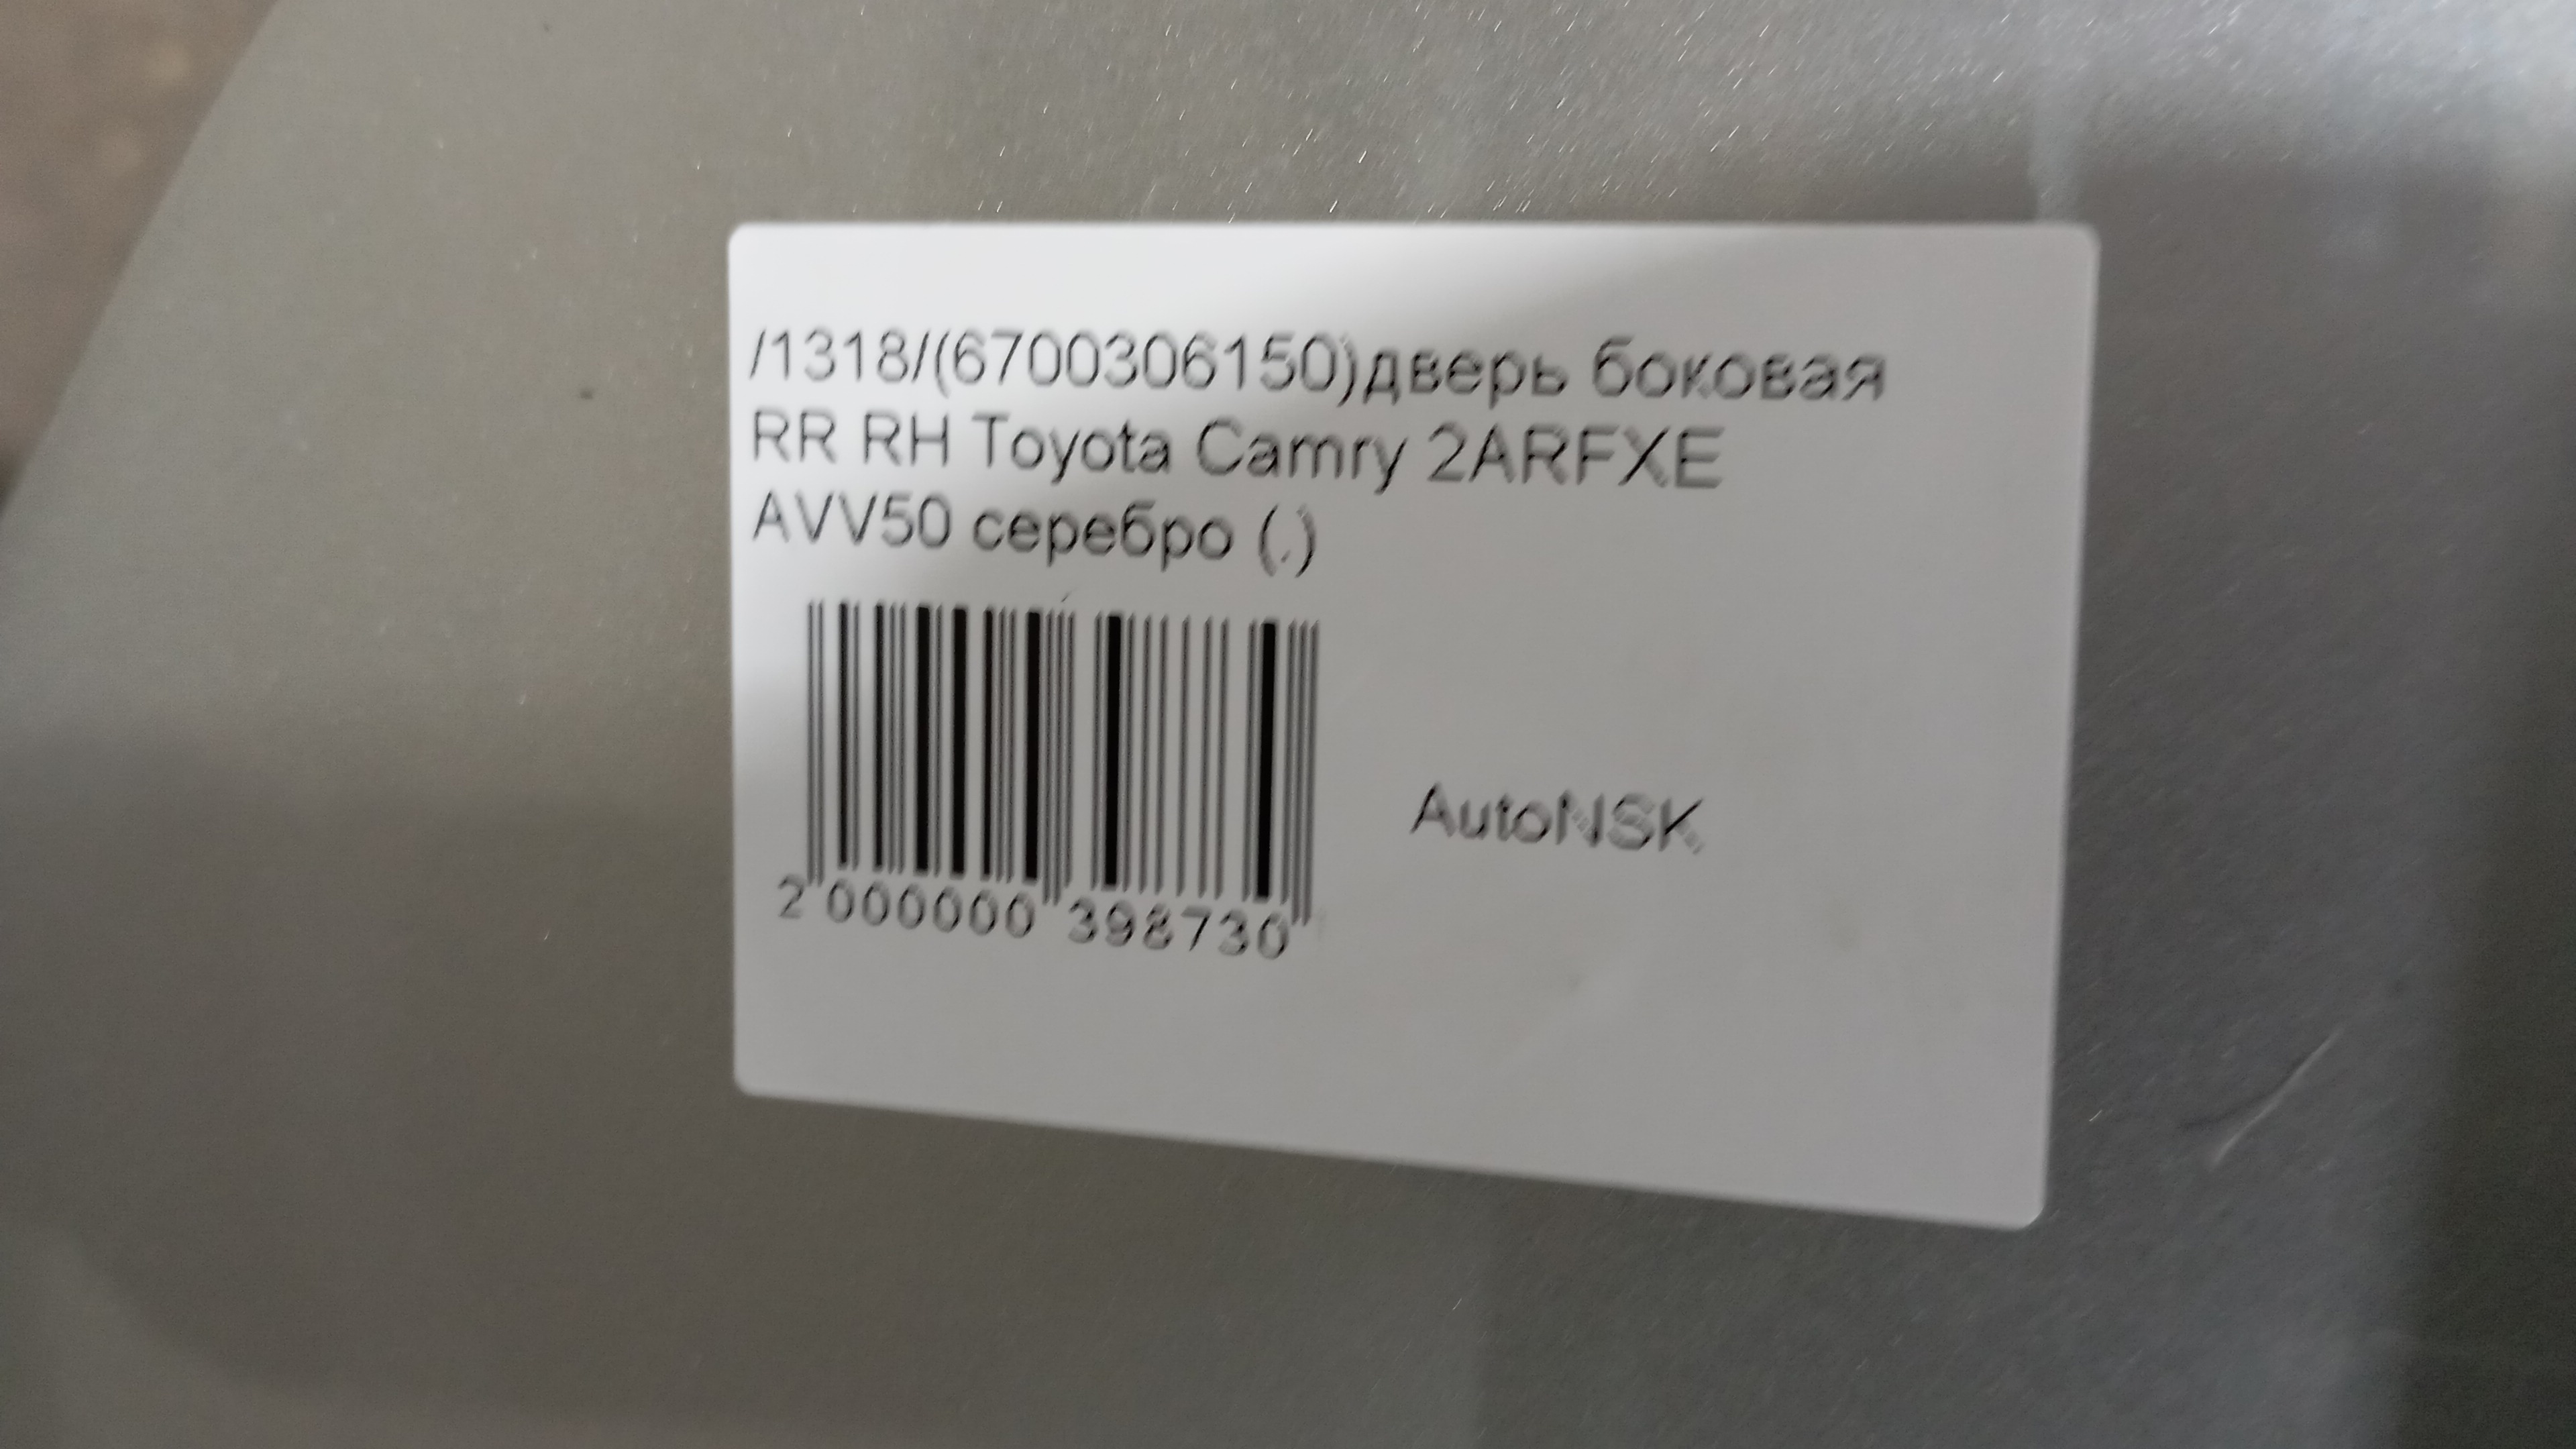 /1318/(6700306150)дверь боковая
RR RH Toyota Camry 2ARFXE
AVV50 серебро (.)
AutoNSK
2 000000 398730